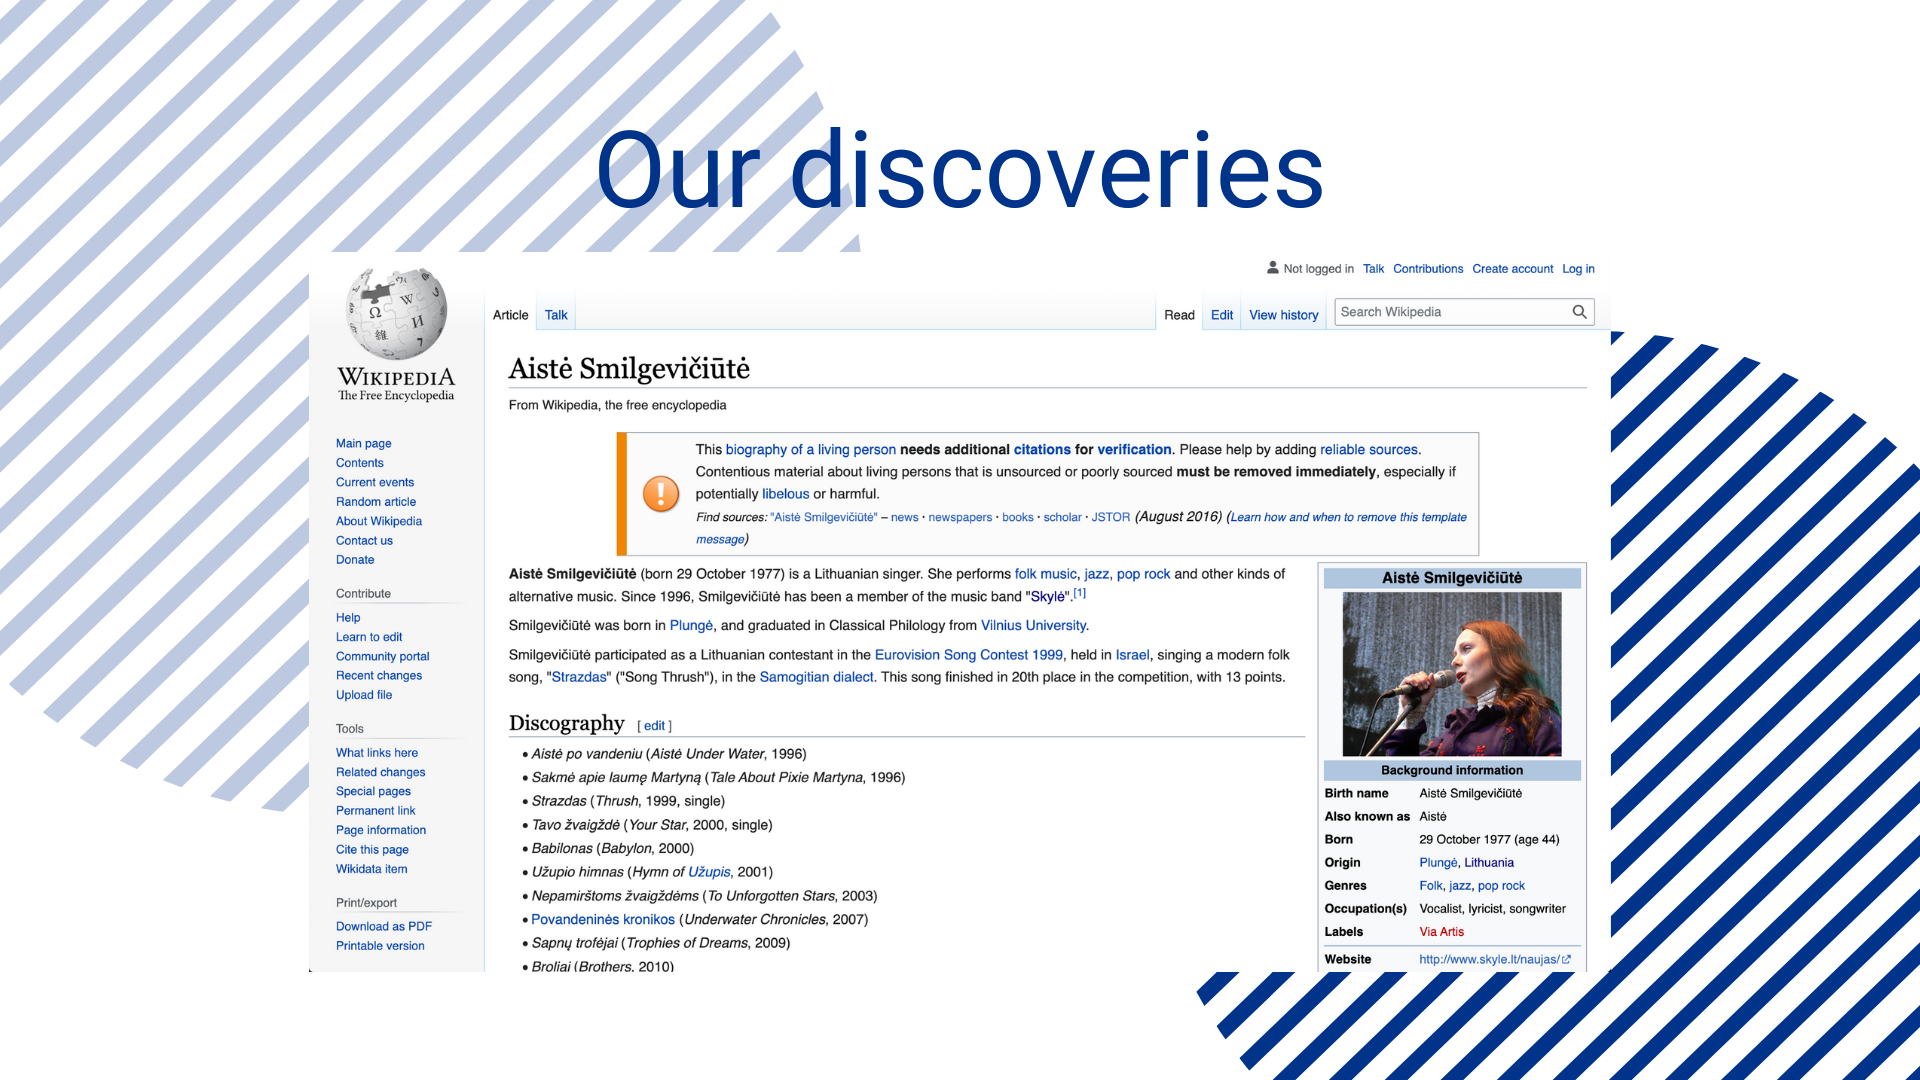 Our discoveries
Not logged in Talk Contributions Create account Log in
Article Talk Read Edit View history Search Wikipedia
WIKIPEDIA
The Free Encyclopedia
Main page
Contents
Current events
Random article
About Wikipedia
Contact us
Donate
Contribute
Help
Learn to edit
Community portal
Recent changes
Upload file
Tools
What links here
Related changes
Special pages
Permanent link
Page information
Cite this page
Wikidata item
Print/export
Download as PDF
Printable version
Aistė Smilgevičiūtė
From Wikipedia, the free encyclopedia
This biography of a living person needs additional citations for verification. Please help by adding reliable sources.
Contentious material about living persons that is unsourced or poorly sourced must be removed immediately, especially if
potentially libelous or harmful.
Find sources: "Aistė Smilgevičiūtė" – news · newspapers · books · scholar · JSTOR (August 2016) (Learn how and when to remove this template
message)
Aistė Smilgevičiūtė (born 29 October 1977) is a Lithuanian singer. She performs folk music, jazz, pop rock and other kinds of
alternative music. Since 1996, Smilgevičiūtė has been a member of the music band "Skylė".[1]
Smilgevičiūtė was born in Plungė, and graduated in Classical Philology from Vilnius University.
Smilgevičiūtė participated as a Lithuanian contestant in the Eurovision Song Contest 1999, held in Israel, singing a modern folk
song, "Strazdas" ("Song Thrush"), in the Samogitian dialect. This song finished in 20th place in the competition, with 13 points.
Discography [ edit ]
• Aistė po vandeniu (Aistė Under Water, 1996)
• Sakmė apie laumę Martyną (Tale About Pixie Martyna, 1996)
• Strazdas (Thrush, 1999, single)
• Tavo žvaigždė (Your Star, 2000, single)
• Babilonas (Babylon, 2000)
• Užupio himnas (Hymn of Užupis, 2001)
• Nepamirštoms žvaigždėms (To Unforgotten Stars, 2003)
• Povandeninės kronikos (Underwater Chronicles, 2007)
• Sapnų trofėjai (Trophies of Dreams, 2009)
• Broliai (Brothers, 2010)
Aistė Smilgevičiūtė
Background information
Birth name Aistė Smilgevičiūtė
Also known as Aistė
Born 29 October 1977 (age 44)
Origin Plungė, Lithuania
Genres Folk, jazz, pop rock
Occupation(s) Vocalist, lyricist, songwriter
Labels Via Artis
Website http://www.skyle.lt/naujas/